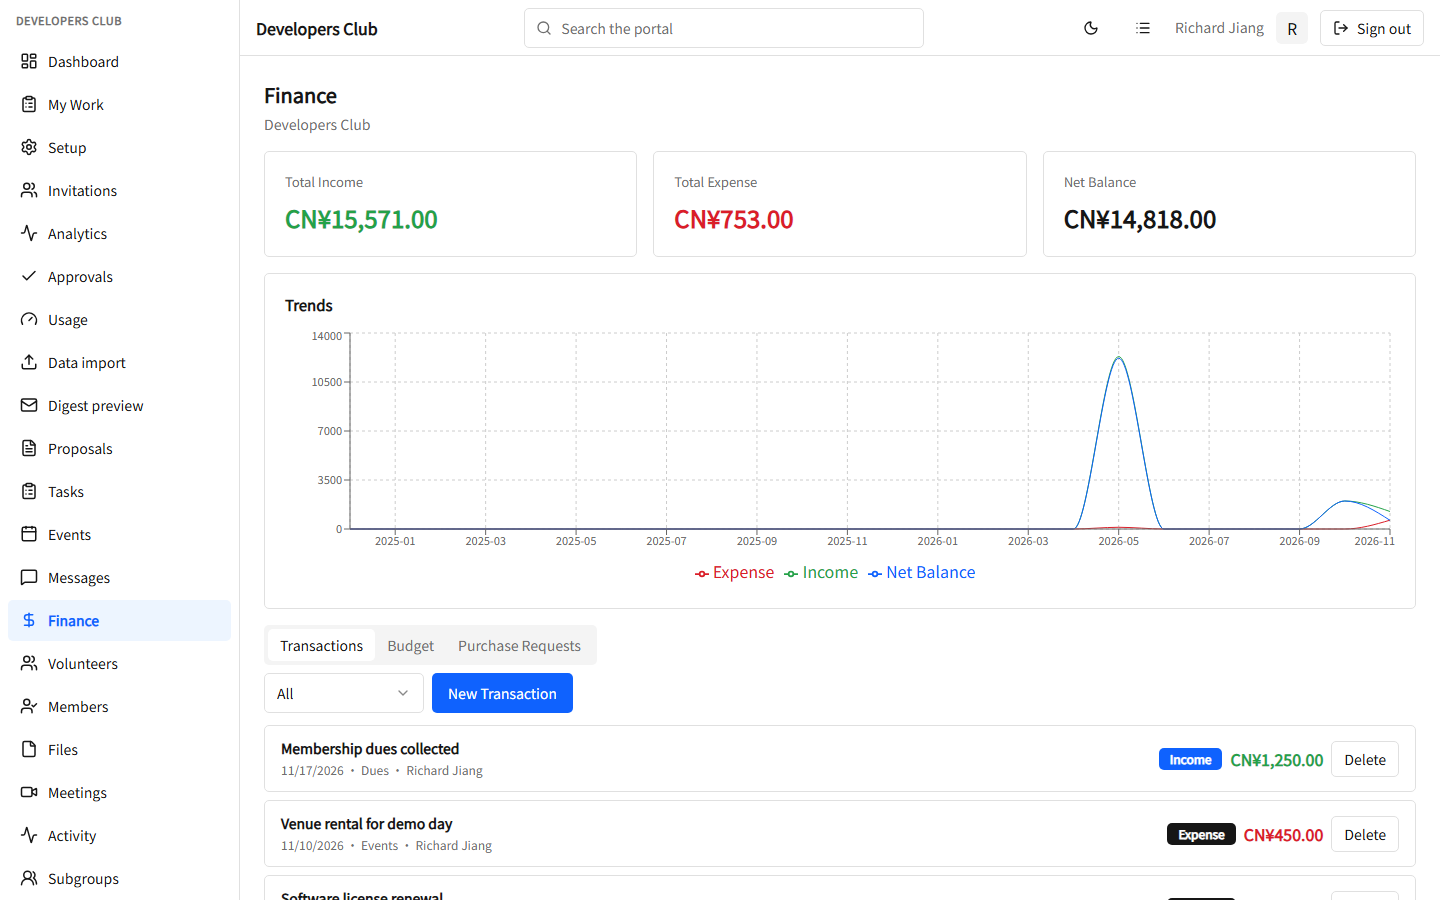 DEVELOPERS CLUB
Dashboard
My Work
Setup
Invitations
Analytics
Approvals
Usage
Data import
Digest preview
Proposals
Tasks
Events
Messages
Finance
Volunteers
Members
Files
Meetings
Activity
Subgroups
Developers Club
Search the portal
Richard Jiang
R
Sign out
Finance
Developers Club
Total Income
CN¥15,571.00
Total Expense
CN¥753.00
Net Balance
CN¥14,818.00
Trends
14000
10500
7000
3500
0
2025-01 2025-03 2025-05 2025-07 2025-09 2025-11 2026-01 2026-03 2026-05 2026-07 2026-09 2026-11
Expense Income Net Balance
Transactions Budget Purchase Requests
All
New Transaction
Membership dues collected
11/17/2026 • Dues • Richard Jiang
Income CN¥1,250.00 Delete
Venue rental for demo day
11/10/2026 • Events • Richard Jiang
Expense CN¥450.00 Delete
Software license renewal